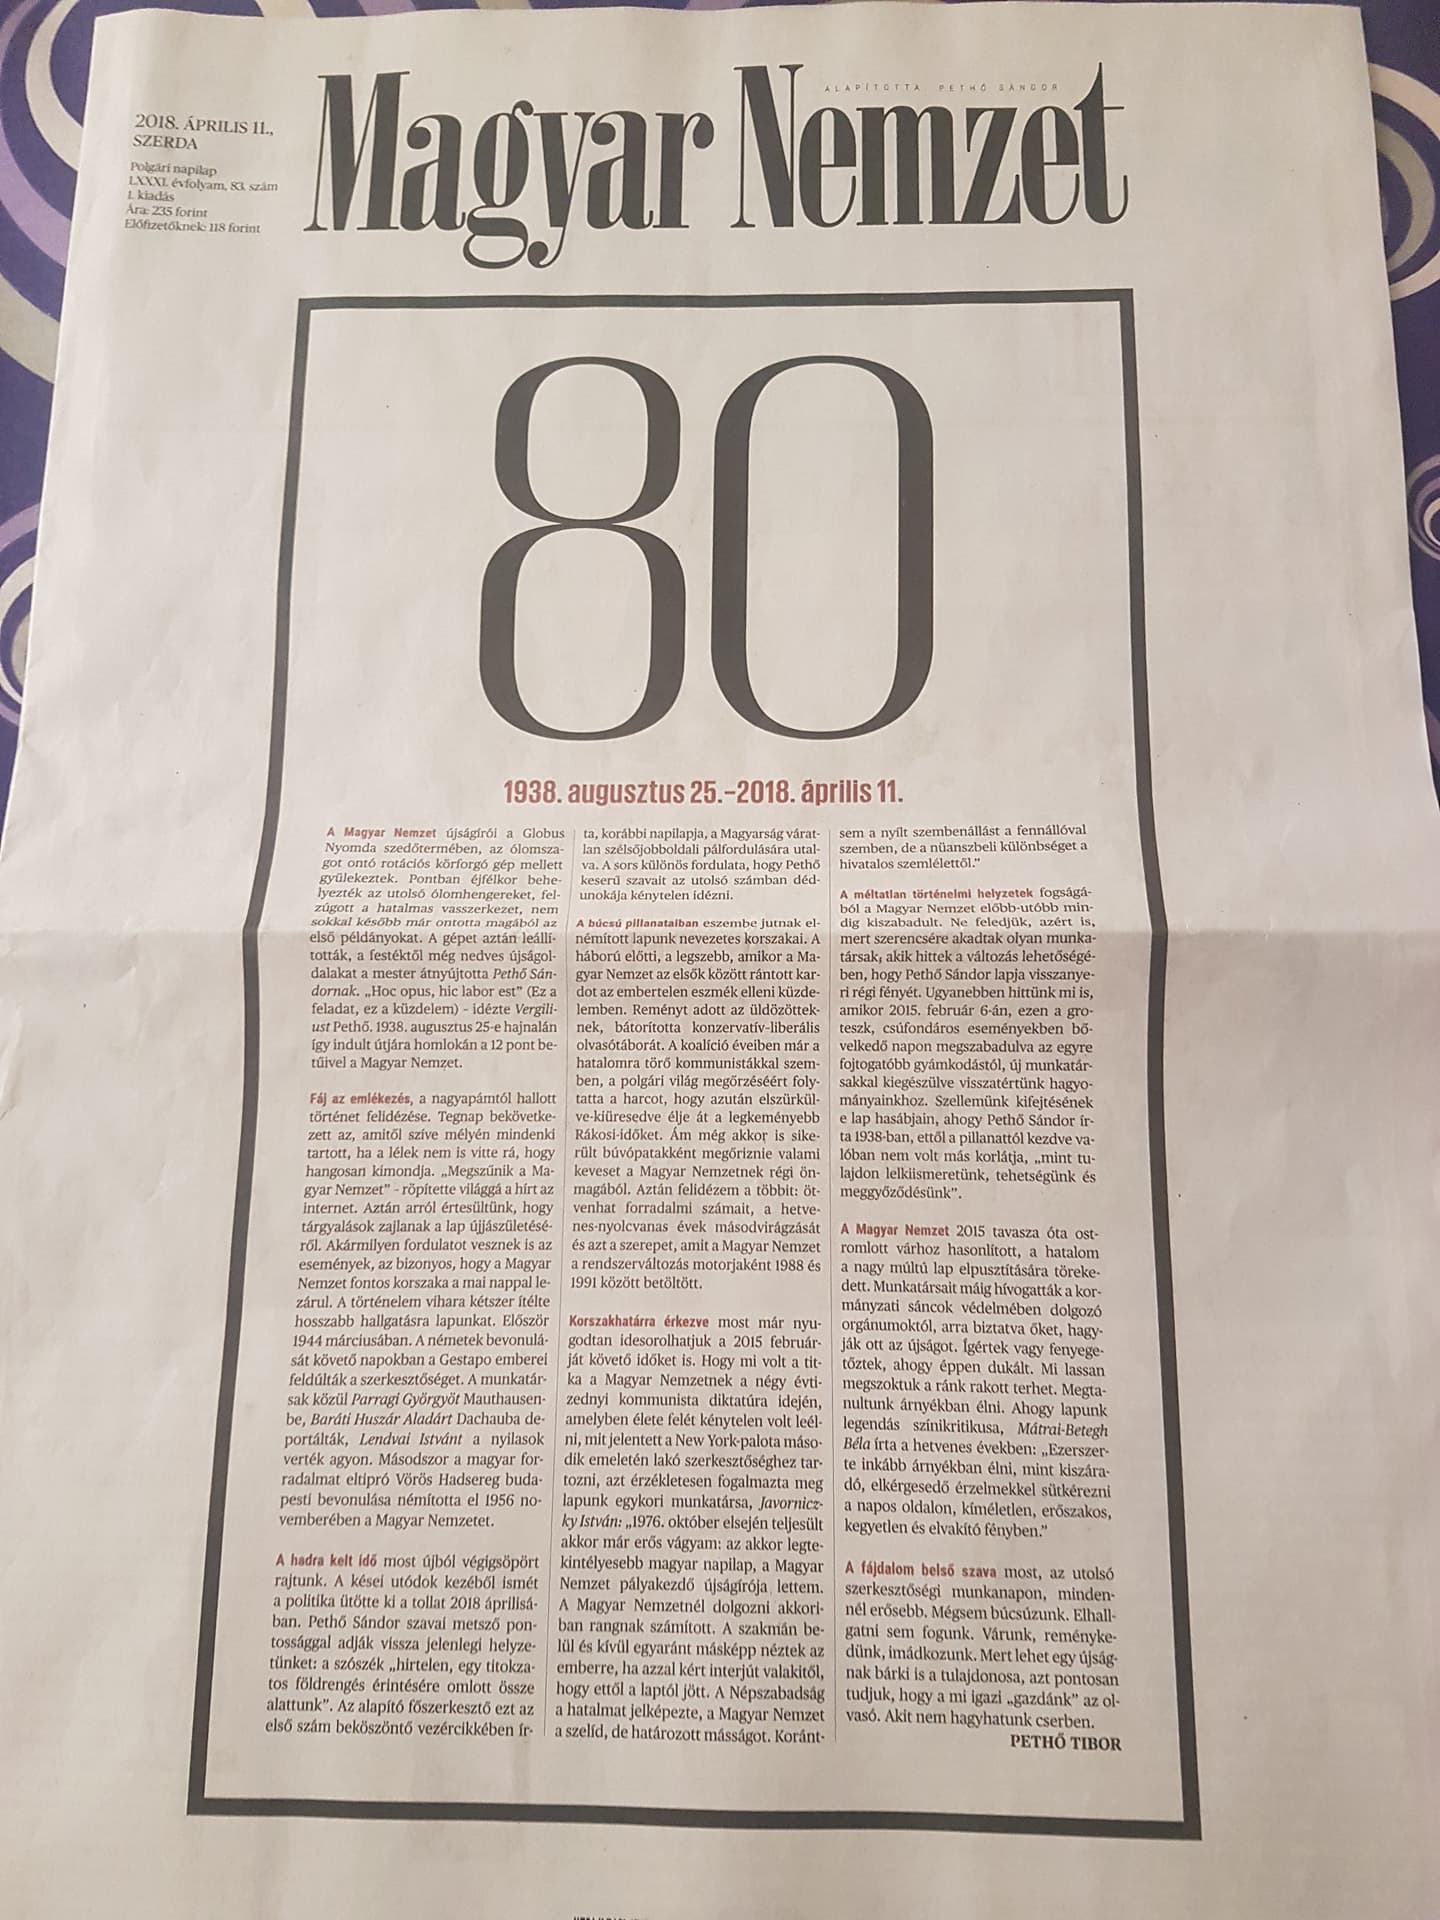 ALAPÍTOTTA PETHŐ SÁNDOR
Magyar Nemzet
2018. ÁPRILIS 11.,
SZERDA
Polgári napilap
LXXXI. évfolyam, 83. szám
1. kiadás
Ára: 235 forint
Előfizetőknek: 118 forint
80
1938. augusztus 25.–2018. április 11.
A Magyar Nemzet újságírói a Globus
Nyomda szedőtermében, az ólomsza-
got ontó rotációs körforgó gép mellett
gyülekeztek. Pontban éjfélkor behe-
lyezték az utolsó ólomhengereket, fel-
zúgott a hatalmas vasszerkezet, nem
sokkal később már ontotta magából az
első példányokat. A gépet aztán leállí-
tották, a festéktől még nedves újságol-
dalakat a mester átnyújtotta Pethő Sán-
dornak. „Hoc opus, hic labor est” (Ez a
feladat, ez a küzdelem) – idézte Vergili-
ust Pethő. 1938. augusztus 25-e hajnalán
így indult útjára homlokán a 12 pont be-
tűivel a Magyar Nemzet.
Fáj az emlékezés, a nagyapámtól hallott
történet felidézése. Tegnap bekövetke-
zett az, amitől szíve mélyén mindenki
tartott, ha a lélek nem is vitte rá, hogy
hangosan kimondja. „Megszűnik a Ma-
gyar Nemzet” – röpítette világgá a hírt az
internet. Aztán arról értesültünk, hogy
tárgyalások zajlanak a lap újjászületésé-
ről. Akármilyen fordulatot vesznek is az
események, az bizonyos, hogy a Magyar
Nemzet fontos korszaka a mai nappal le-
zárul. A történelem vihara kétszer ítélte
hosszabb hallgatásra lapunkat. Először
1944 márciusában. A németek bevonulá-
sát követő napokban a Gestapo emberei
feldúlták a szerkesztőséget. A munkatár-
sak közül Parragi Györgyöt Mauthausen-
be, Baráti Huszár Aladárt Dachauba de-
portálták, Lendvai Istvánt a nyilasok
verték agyon. Másodszor a magyar for-
radalmat eltipró Vörös Hadsereg buda-
pesti bevonulása némította el 1956 no-
vemberében a Magyar Nemzetet.
A hadra kelt idő most újból végigsöpört
rajtunk. A kései utódok kezéből ismét
a politika ütötte ki a tollat 2018 áprilisá-
ban. Pethő Sándor szavai metsző pon-
tossággal adják vissza jelenlegi helyze-
tünket: a szószék „hirtelen, egy titokza-
tos földrengés érintésére omlott össze
alattunk”. Az alapító főszerkesztő ezt az
első szám beköszöntő vezércikkében ír-
ta, korábbi napilapja, a Magyarság várat-
lan szélsőjobboldali pálfordulására utal-
va. A sors különös fordulata, hogy Pethő
keserű szavait az utolsó számban déd-
unokája kénytelen idézni.
A búcsú pillanataiban eszembe jutnak el-
némított lapunk nevezetes korszakai. A
háború előtti, a legszebb, amikor a Ma-
gyar Nemzet az elsők között rántott kar-
dot az embertelen eszmék elleni küzde-
lemben. Reményt adott az üldözöttek-
nek, bátorította konzervatív-liberális
olvasótáborát. A koalíció éveiben már a
hatalomra törő kommunistákkal szem-
ben, a polgári világ megőrzéséért foly-
tatta a harcot, hogy azután elszürkül-
ve-kiüresedve élje át a legkeményebb
Rákosi-időket. Ám még akkor is sike-
rült búvópatakként megőriznie valami
keveset a Magyar Nemzetnek régi ön-
magából. Aztán felidézem a többit: öt-
venhat forradalmi számait, a hetve-
nes-nyolcvanas évek másodvirágzását
és azt a szerepet, amit a Magyar Nemzet
a rendszerváltozás motorjaként 1988 és
1991 között betöltött.
Korszakhatárra érkezve most már nyu-
godtan idesorolhatjuk a 2015 február-
ját követő időket is. Hogy mi volt a tit-
ka a Magyar Nemzetnek a négy évti-
zednyi kommunista diktatúra idején,
amelyben élete felét kénytelen volt leél-
ni, mit jelentett a New York-palota máso-
dik emeletén lakó szerkesztőséghez tar-
tozni, azt érzékletesen fogalmazta meg
lapunk egykori munkatársa, Javornicz-
ky István: „1976. október elsején teljesült
akkor már erős vágyam: az akkor legte-
kintélyesebb magyar napilap, a Magyar
Nemzet pályakezdő újságírója lettem.
A Magyar Nemzetnél dolgozni akkori-
ban rangnak számított. A szakmán be-
lül és kívül egyaránt másképp néztek az
emberre, ha azzal kért interjút valakitől,
hogy ettől a laptól jött. A Népszabadság
a hatalmat jelképezte, a Magyar Nemzet
a szelíd, de határozott másságot. Koránt-
sem a nyílt szembenállást a fennállóval
szemben, de a nüanszbeli különbséget a
hivatalos szemlélettől.”
A méltatlan történelmi helyzetek fogságá-
ból a Magyar Nemzet előbb-utóbb min-
dig kiszabadult. Ne feledjük, azért is,
mert szerencsére akadtak olyan munka-
társak, akik hittek a változás lehetőségé-
ben, hogy Pethő Sándor lapja visszanye-
ri régi fényét. Ugyanebben hittünk mi is,
amikor 2015. február 6-án, ezen a gro-
teszk, csúfondáros eseményekben bő-
velkedő napon megszabadulva az egyre
fojtogatóbb gyámkodástól, új munkatár-
sakkal kiegészülve visszatértünk hagyo-
mányainkhoz. Szellemünk kifejtésének
e lap hasábjain, ahogy Pethő Sándor ír-
ta 1938-ban, ettől a pillanattól kezdve va-
lóban nem volt más korlátja, „mint tu-
lajdon lelkiismeretünk, tehetségünk és
meggyőződésünk”.
A Magyar Nemzet 2015 tavasza óta ost-
romlott várhoz hasonlított, a hatalom
a nagy múltú lap elpusztítására töreke-
dett. Munkatársait máig hívogatták a kor-
mányzati sáncok védelmében dolgozó
orgánumoktól, arra biztatva őket, hagy-
ják ott az újságot. Ígértek vagy fenyege-
tőztek, ahogy éppen dukált. Mi lassan
megszoktuk a ránk rakott terhet. Megta-
nultunk árnyékban élni. Ahogy lapunk
legendás színikritikusa, Mátrai-Betegh
Béla írta a hetvenes években: „Ezerszer-
te inkább árnyékban élni, mint kiszára-
dó, elkérgesedő érzelmekkel sütkérezni
a napos oldalon, kíméletlen, erőszakos,
kegyetlen és elvakító fényben.”
A fájdalom belső szava most, az utolsó
szerkesztőségi munkanapon, minden-
nél erősebb. Mégsem búcsúzunk. Elhall-
gatni sem fogunk. Várunk, reményke-
dünk, imádkozunk. Mert lehet egy újság-
nak bárki is a tulajdonosa, azt pontosan
tudjuk, hogy a mi igazi „gazdánk” az ol-
vasó. Akit nem hagyhatunk cserben.
PETHŐ TIBOR